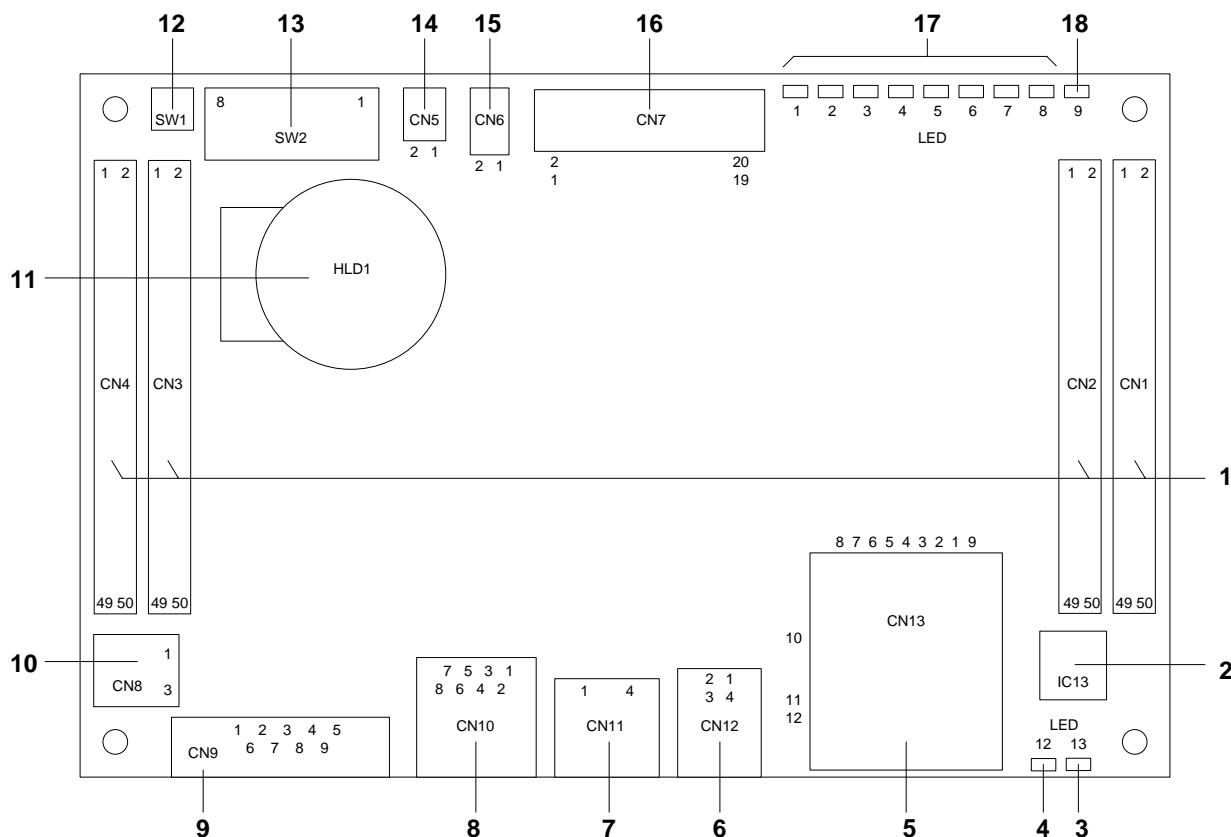 12 13 14 15 16 17 18
8 1
SW1
SW2
CN5
2 1
CN6
2 1
CN7
2 20
1 19
1 2 3 4 5 6 7 8 9
LED
1 2
1 2
1 2
1 2
11
HLD1
CN4
CN3
CN2
CN1
1
8 7 6 5 4 3 2 1 9
49 50
49 50
49 50
49 50
CN13
10
10
1
CN8
3
7 5 3 1
8 6 4 2
CN10
1 4
CN11
2 1
3 4
CN12
11
12
2
IC13
LED
12 13
1 2 3 4 5
CN9
6 7 8 9
9 8 7 6 5 4 3